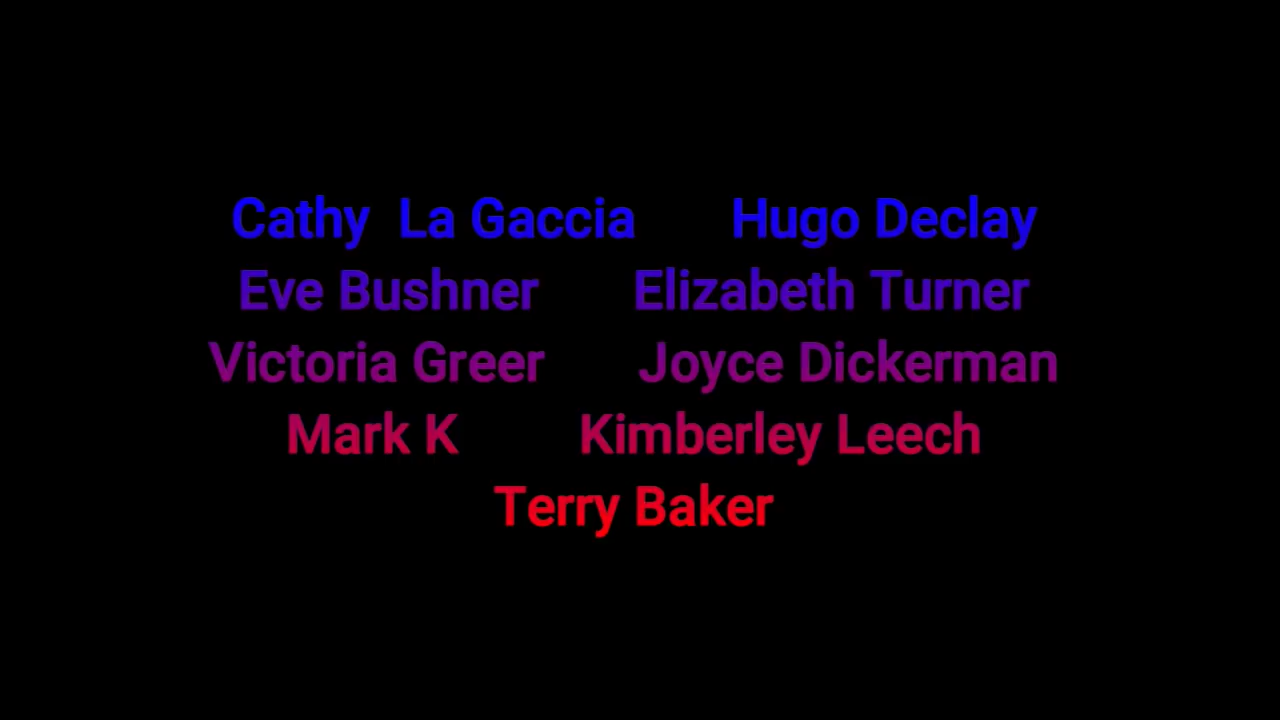 Cathy  La Gaccia Hugo Declay
Eve Bushner Elizabeth Turner
Victoria Greer Joyce Dickerman
Mark K Kimberley Leech
Terry Baker